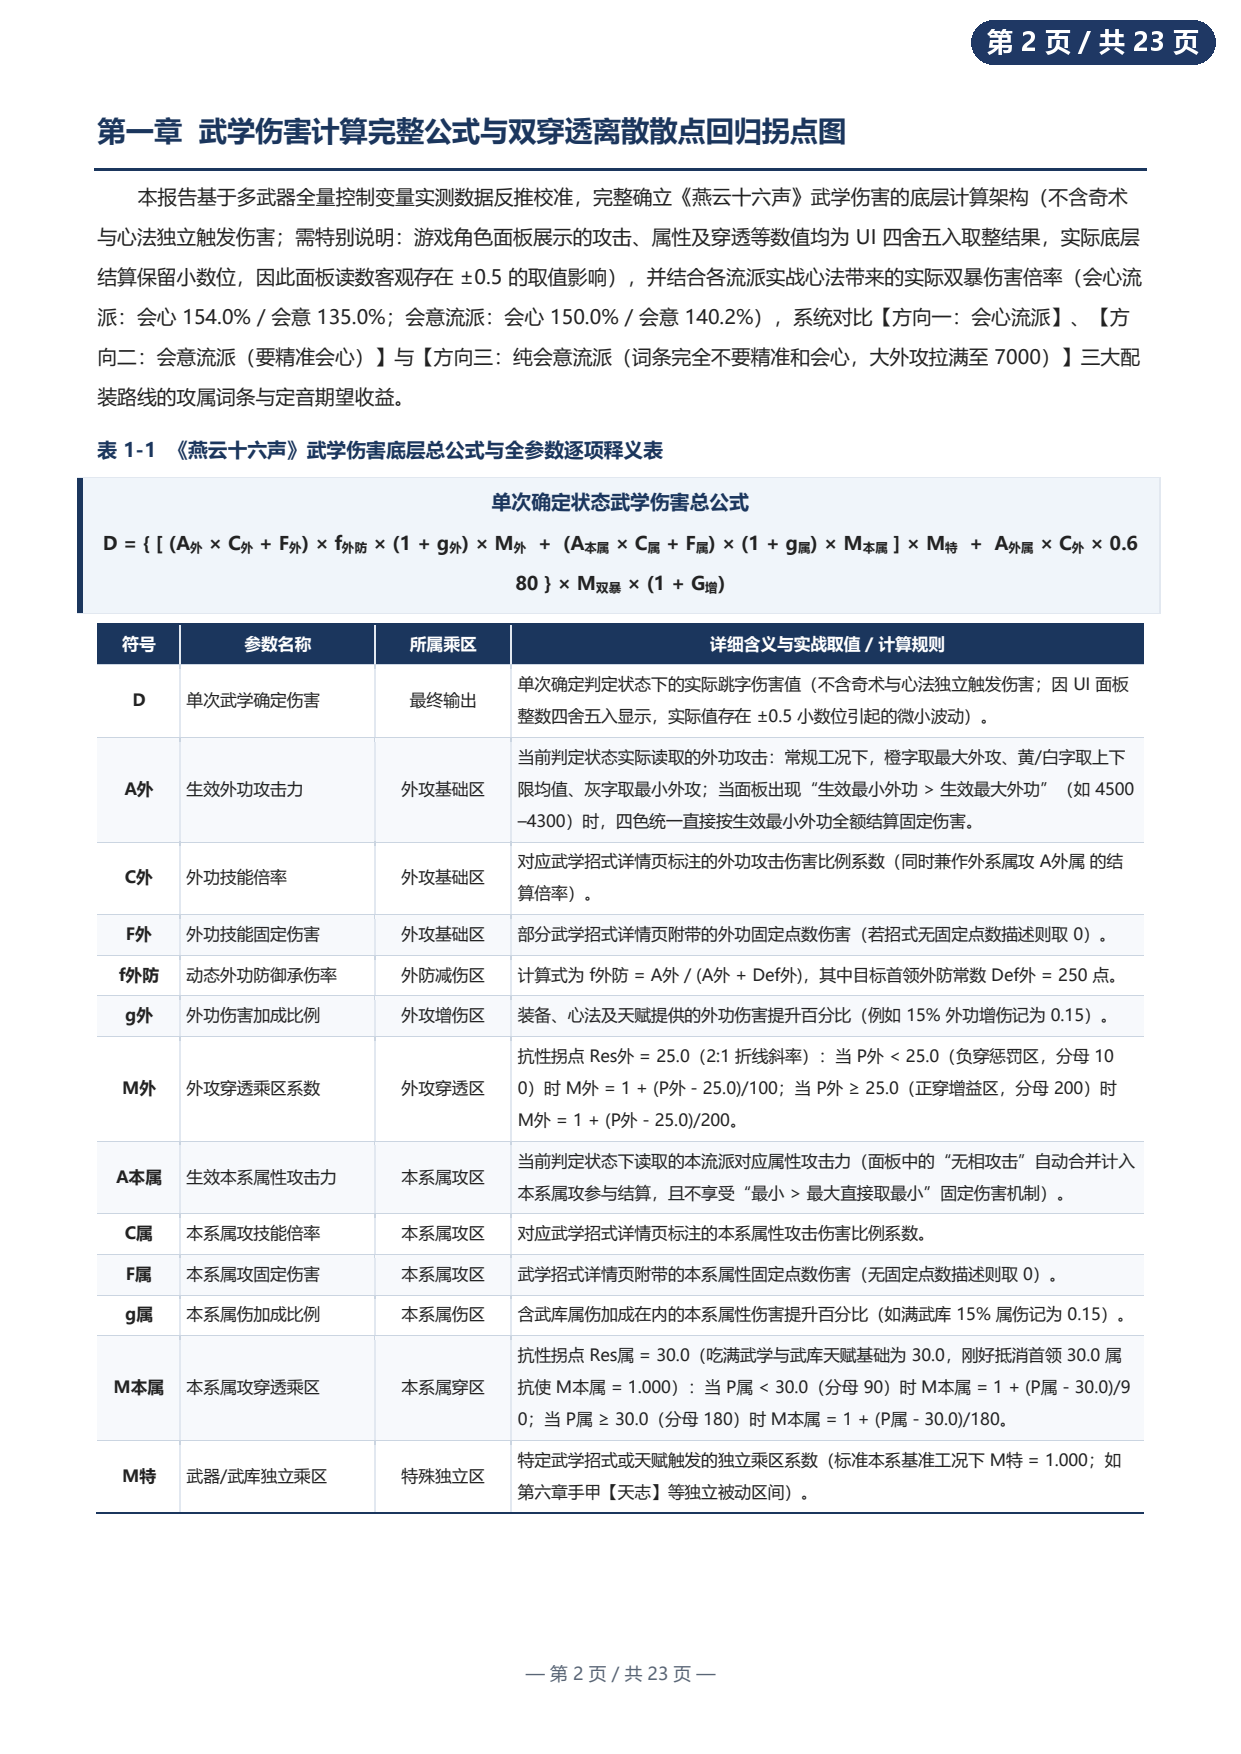 第 2 页 / 共 23 页
第一章 武学伤害计算完整公式与双穿透离散散点回归拐点图
本报告基于多武器全量控制变量实测数据反推校准，完整确立《燕云十六声》武学伤害的底层计算架构（不含奇术
与心法独立触发伤害；需特别说明：游戏角色面板展示的攻击、属性及穿透等数值均为 UI 四舍五入取整结果，实际底层
结算保留小数位，因此面板读数客观存在 ±0.5 的取值影响），并结合各流派实战心法带来的实际双暴伤害倍率（会心流
派：会心 154.0% / 会意 135.0%；会意流派：会心 150.0% / 会意 140.2%），系统对比【方向一：会心流派】、【方
向二：会意流派（要精准会心）】与【方向三：纯会意流派（词条完全不要精准和会心，大外攻拉满至 7000）】三大配
装路线的攻属词条与定音期望收益。
表 1-1 《燕云十六声》武学伤害底层总公式与全参数逐项释义表
单次确定状态武学伤害总公式
D = { [ (A外 × C外 + F外) × f外防 × (1 + g外) × M外 + (A本属 × C属 + F属) × (1 + g属) × M本属 ] × M特 + A外属 × C外 × 0.6
80 } × M双暴 × (1 + G增)
符号 参数名称 所属乘区 详细含义与实战取值 / 计算规则
D 单次武学确定伤害 最终输出 单次确定判定状态下的实际跳字伤害值（不含奇术与心法独立触发伤害；因 UI 面板
整数四舍五入显示，实际值存在 ±0.5 小数位引起的微小波动）。
A外 生效外功攻击力 外攻基础区 当前判定状态实际读取的外功攻击：常规工况下，橙字取最大外攻、黄/白字取上下
限均值、灰字取最小外攻；当面板出现“生效最小外功 > 生效最大外功”（如 4500
–4300）时，四色统一直接按生效最小外功全额结算固定伤害。
C外 外功技能倍率 外攻基础区 对应武学招式详情页标注的外功攻击伤害比例系数（同时兼作外系属攻 A外属 的结
算倍率）。
F外 外功技能固定伤害 外攻基础区 部分武学招式详情页附带的外功固定点数伤害（若招式无固定点数描述则取 0）。
f外防 动态外功防御承伤率 外防减伤区 计算式为 f外防 = A外 / (A外 + Def外)，其中目标首领外防常数 Def外 = 250 点。
g外 外功伤害加成比例 外攻增伤区 装备、心法及天赋提供的外功伤害提升百分比（例如 15% 外功增伤记为 0.15）。
M外 外攻穿透乘区系数 外攻穿透区 抗性拐点 Res外 = 25.0（2:1 折线斜率）：当 P外 < 25.0（负穿惩罚区，分母 10
0）时 M外 = 1 + (P外 - 25.0)/100；当 P外 ≥ 25.0（正穿增益区，分母 200）时
M外 = 1 + (P外 - 25.0)/200。
A本属 生效本系属性攻击力 本系属攻区 当前判定状态下读取的本流派对应属性攻击力（面板中的“无相攻击”自动合并计入
本系属攻参与结算，且不享受“最小 > 最大直接取最小”固定伤害机制）。
C属 本系属攻技能倍率 本系属攻区 对应武学招式详情页标注的本系属性攻击伤害比例系数。
F属 本系属攻固定伤害 本系属攻区 武学招式详情页附带的本系属性固定点数伤害（无固定点数描述则取 0）。
g属 本系属伤加成比例 本系属伤区 含武库属伤加成在内的本系属性伤害提升百分比（如满武库 15% 属伤记为 0.15）。
M本属 本系属攻穿透乘区 本系属穿区 抗性拐点 Res属 = 30.0（吃满武学与武库天赋基础为 30.0，刚好抵消首领 30.0 属
抗使 M本属 = 1.000）：当 P属 < 30.0（分母 90）时 M本属 = 1 + (P属 - 30.0)/9
0；当 P属 ≥ 30.0（分母 180）时 M本属 = 1 + (P属 - 30.0)/180。
M特 武器/武库独立乘区 特殊独立区 特定武学招式或天赋触发的独立乘区系数（标准本系基准工况下 M特 = 1.000；如
第六章手甲【天志】等独立被动区间）。
— 第 2 页 / 共 23 页 —